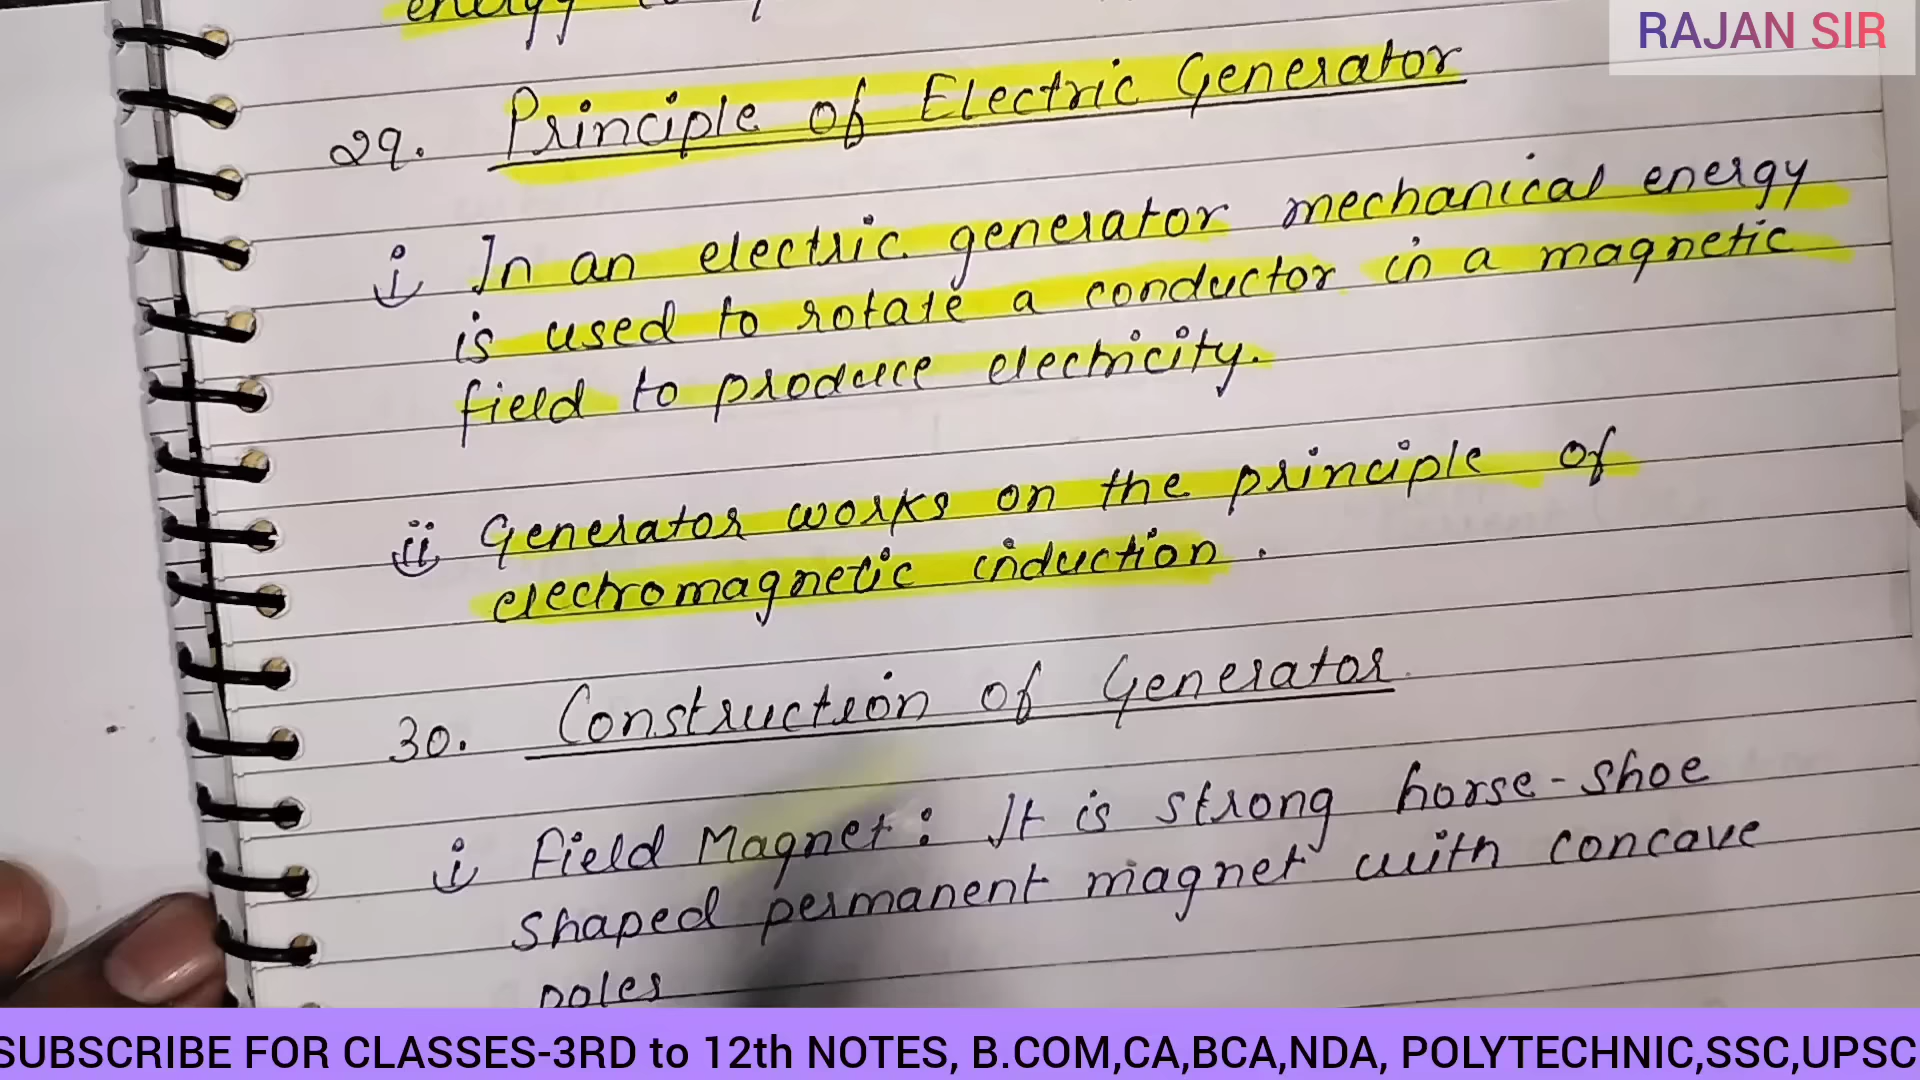 energy
RAJAN SIR
29. Principle of Electric Generator
i) In an electric generator mechanical energy
is used to rotate a conductor in a magnetic
field to produce electricity.
ii) Generator works on the principle of
electromagnetic induction.
30. Construction of Generator
i) Field Magnet: It is strong horse-shoe
shaped permanent magnet with concave
poles
SUBSCRIBE FOR CLASSES-3RD to 12th NOTES, B.COM,CA,BCA,NDA, POLYTECHNIC,SSC,UPSC